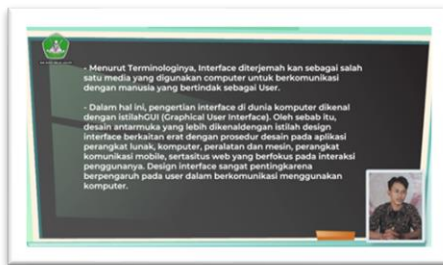 - Menurut Terminologinya, Interface diterjemah kan sebagai salah
satu media yang digunakan computer untuk berkomunikasi
dengan manusia yang bertindak sebagai User.
- Dalam hal ini, pengertian interface di dunia komputer dikenal
dengan istilahGUI (Graphical User Interface). Oleh sebab itu,
desain antarmuka yang lebih dikenaldengan istilah design
interface berkaitan erat dengan prosedur desain pada aplikasi
perangkat lunak, komputer, peralatan dan mesin, perangkat
komunikasi mobile, sertasitus web yang berfokus pada interaksi
penggunanya. Design interface sangat pentingkarena
berpengaruh pada user dalam berkomunikasi menggunakan
komputer.